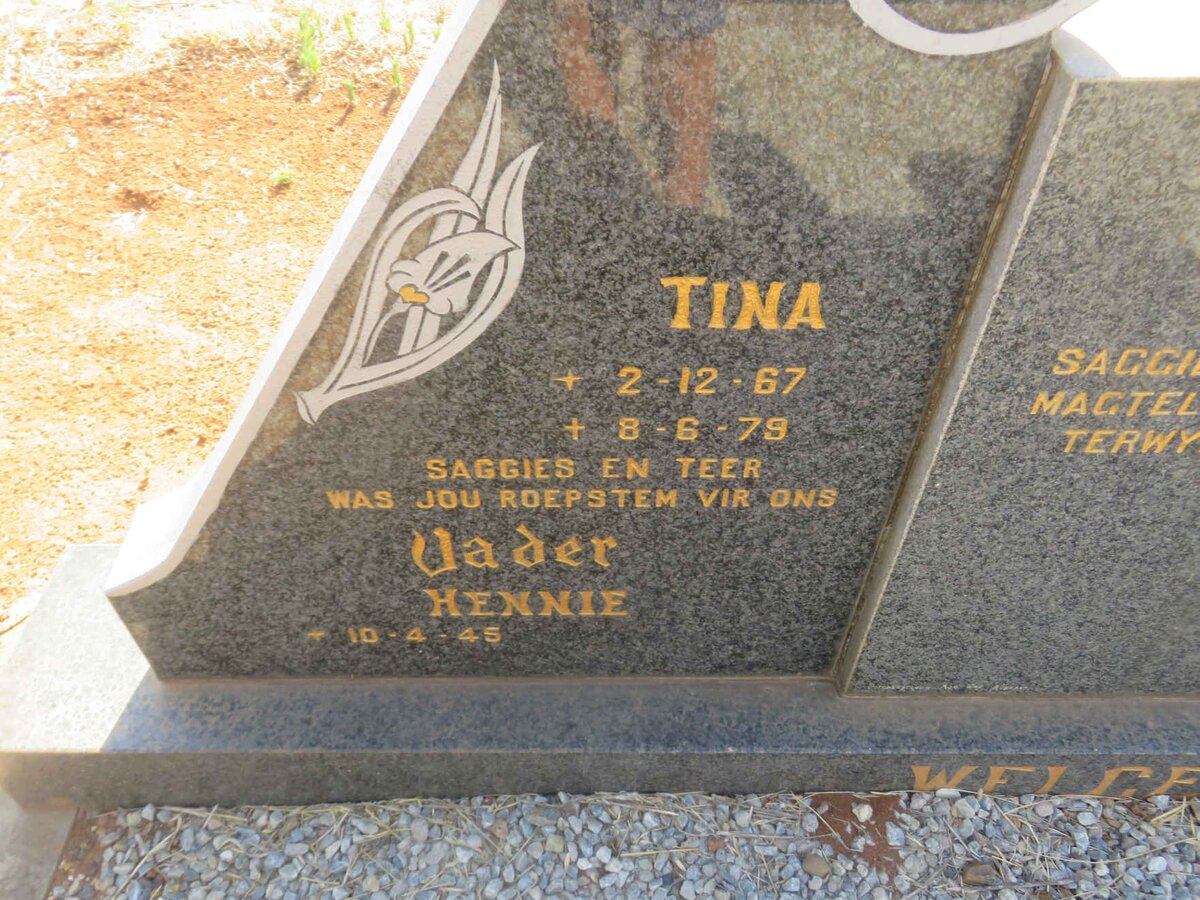 TINA
2-12-67
+ 8-6-79
SAGGIES EN TEER
WAS JOU ROEPSTEM VIR ONS
Vader
HENNIE
10-4-45